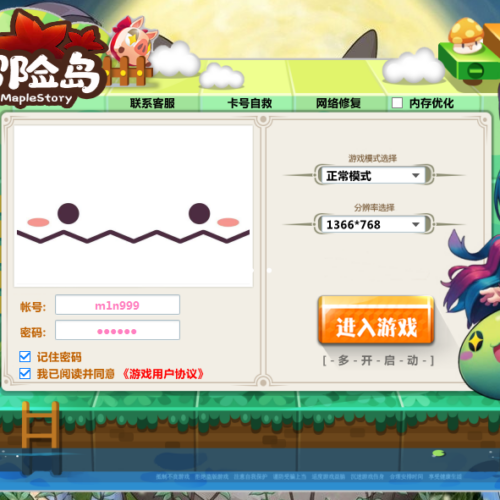 冒险岛
MapleStory
联系客服
卡号自救
网络修复
内存优化
游戏模式选择
正常模式
分辨率选择
1366*768
帐号:
m1n999
密码:
●●●●●●
进入游戏
[-多-开-启-动-]
记住密码
我已阅读并同意 《游戏用户协议》